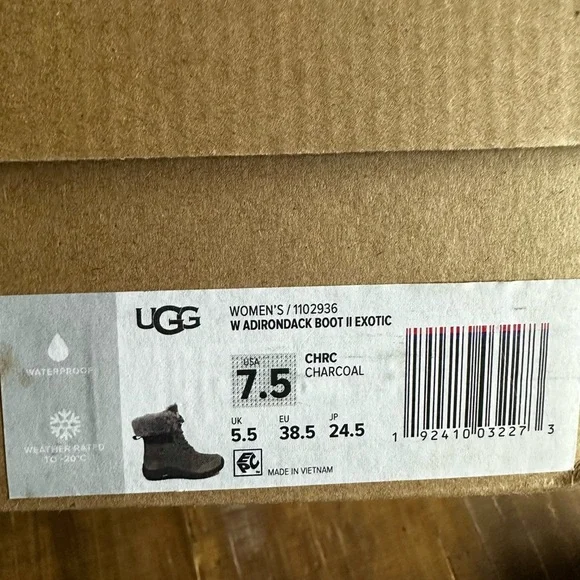 UGG
WOMEN'S / 1102936
W ADIRONDACK BOOT II EXOTIC
WATERPROOF
WEATHER RATED
TO -20°C
USA
7.5
CHRC
CHARCOAL
UK
5.5
EU
38.5
JP
24.5
MADE IN VIETNAM
1 92410 03227 3